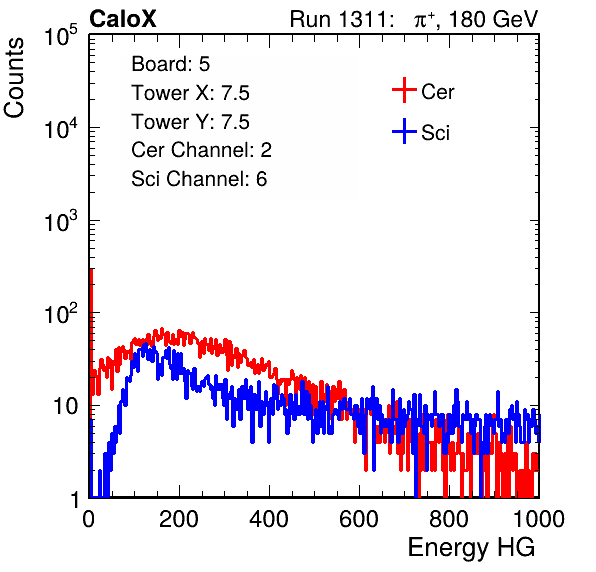 CaloX Run 1311: π⁺, 180 GeV
Counts
10⁵
10⁴
10³
10²
10
1
Board: 5
Tower X: 7.5
Tower Y: 7.5
Cer Channel: 2
Sci Channel: 6
Cer
Sci
0 200 400 600 800 1000
Energy HG